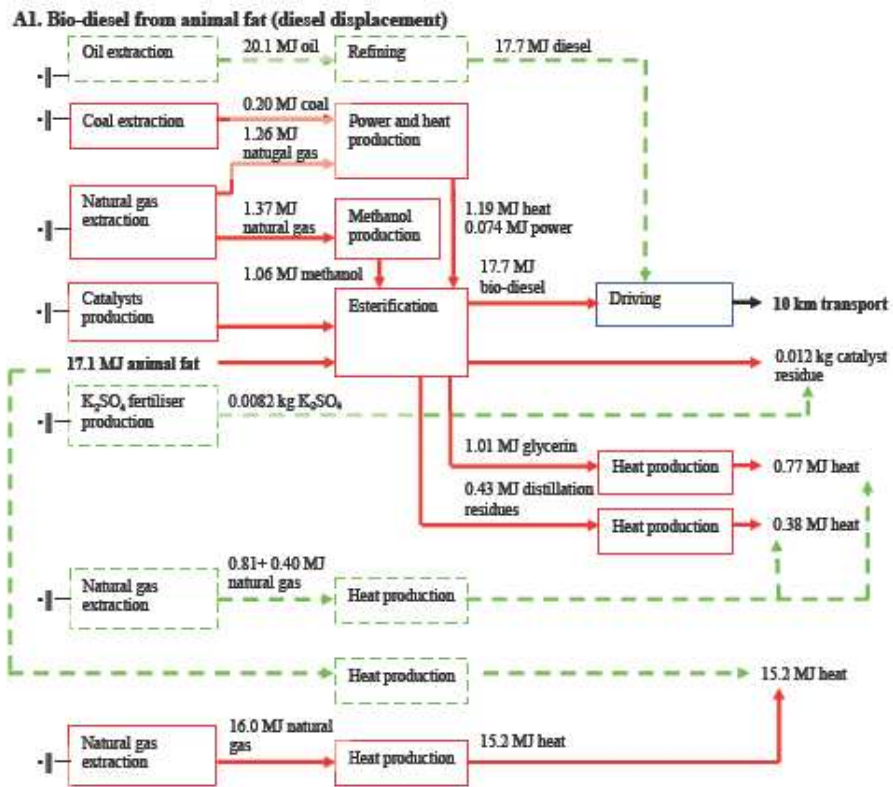 A1. Bio-diesel from animal fat (diesel displacement)
Oil extraction
20.1 MJ oil
Refining
17.7 MJ diesel
Coal extraction
0.20 MJ coal
1.26 MJ
natugal gas
Power and heat
production
Natural gas
extraction
1.37 MJ
natural gas
Methanol
production
1.19 MJ heat
0.074 MJ power
1.06 MJ methanol
17.7 MJ
bio-diesel
Catalysts
production
Esterification
Driving
10 km transport
17.1 MJ animal fat
0.012 kg catalyst
residue
K₂SO₄ fertiliser
production
0.0082 kg K₂SO₄
1.01 MJ glycerin
Heat production
0.77 MJ heat
0.43 MJ distillation
residues
Heat production
0.38 MJ heat
Natural gas
extraction
0.81+ 0.40 MJ
natural gas
Heat production
Heat production
15.2 MJ heat
Natural gas
extraction
16.0 MJ natural
gas
Heat production
15.2 MJ heat